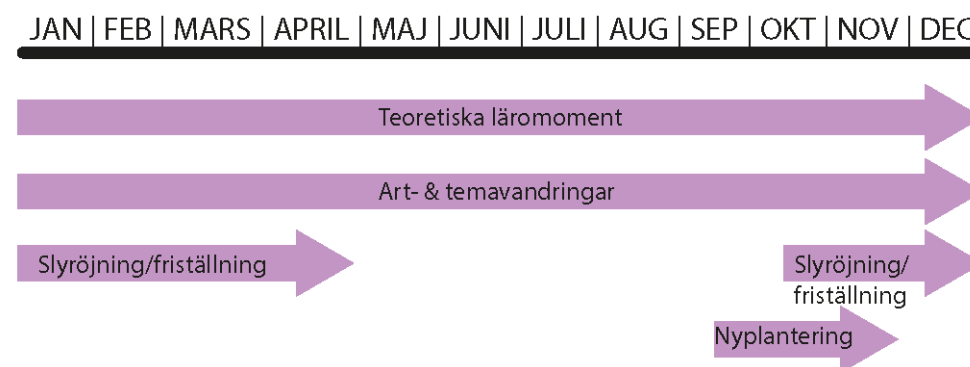 JAN | FEB | MARS | APRIL | MAJ | JUNI | JULI | AUG | SEP | OKT | NOV | DEC
Teoretiska läromoment
Art- & temavandringar
Slyröjning/friställning
Slyröjning/
friställning
Nyplantering